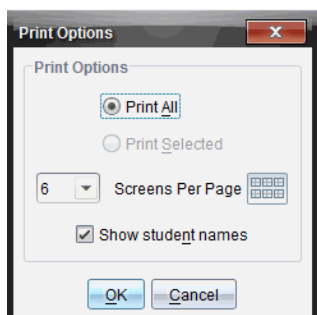 Print Options
Print Options
Print All
Print Selected
6 Screens Per Page
Show student names
OK Cancel